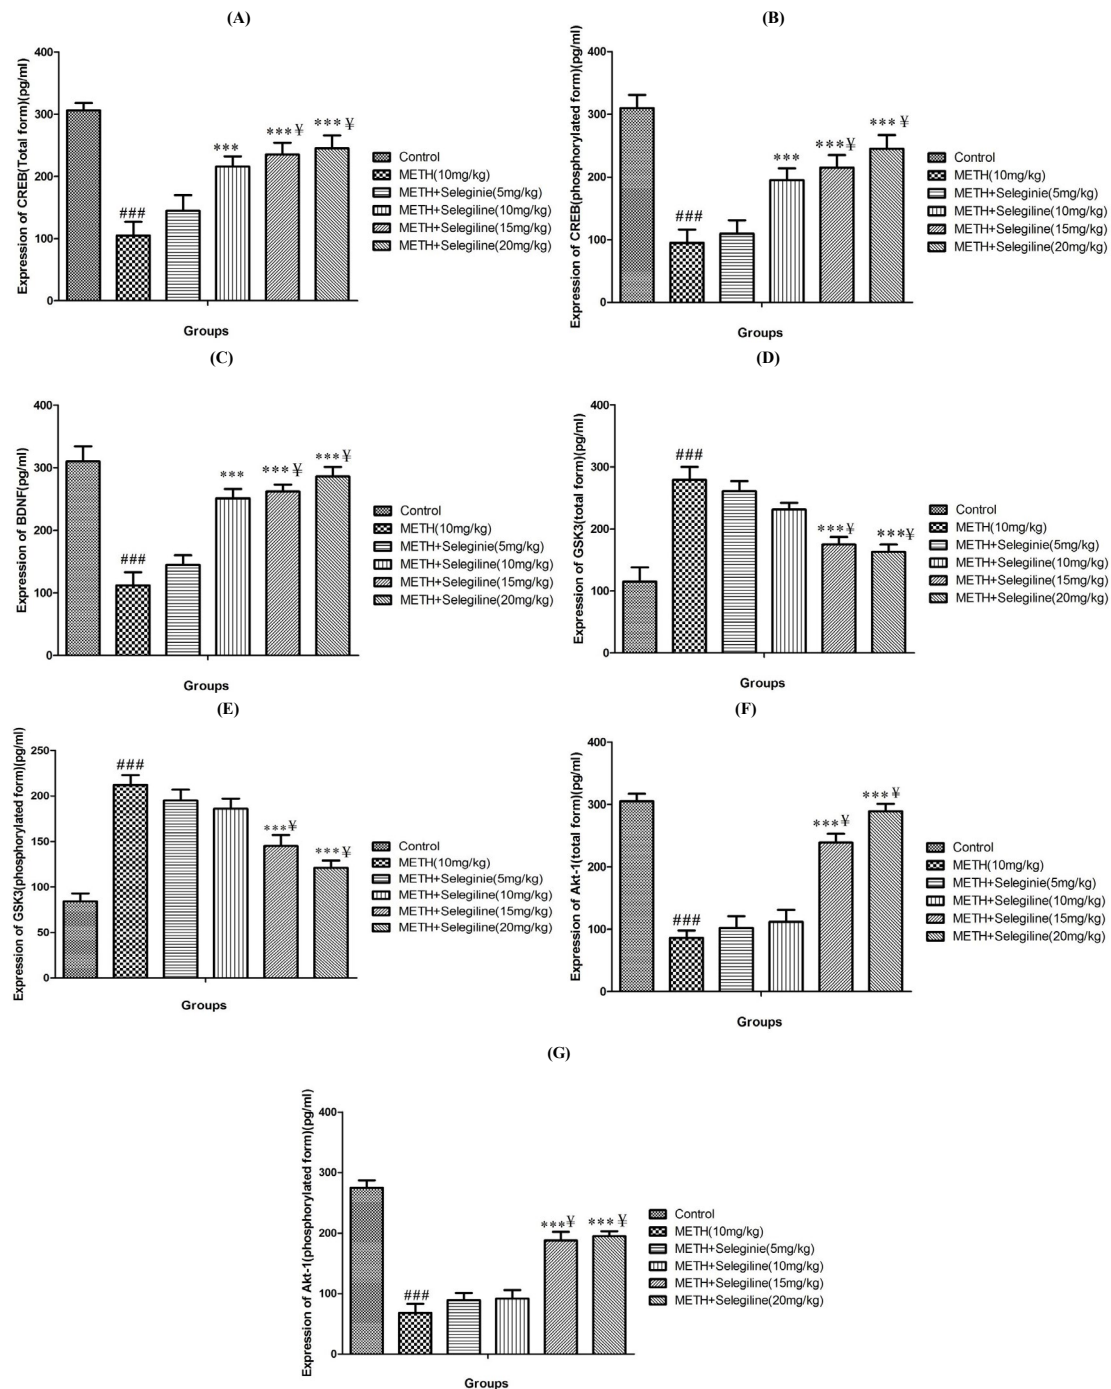 (A)
Expression of CREB(Total form)(pg/ml)
400
300
200
100
0
###
***
***¥
***¥
Groups
Control
METH(10mg/kg)
METH+Seleginie(5mg/kg)
METH+Selegiline(10mg/kg)
METH+Selegiline(15mg/kg)
METH+Selegiline(20mg/kg)
(B)
Expression of CREB(phosphorylated form)(pg/ml)
400
300
200
100
0
###
***
***¥
***¥
Groups
Control
METH(10mg/kg)
METH+Seleginie(5mg/kg)
METH+Selegiline(10mg/kg)
METH+Selegiline(15mg/kg)
METH+Selegiline(20mg/kg)
(C)
Expression of BDNF(pg/ml)
400
300
200
100
0
###
***
***¥
***¥
Groups
Control
METH(10mg/kg)
METH+Seleginie(5mg/kg)
METH+Selegiline(10mg/kg)
METH+Selegiline(15mg/kg)
METH+Selegiline(20mg/kg)
(D)
Expression of GSK3(total form)(pg/ml)
400
300
200
100
0
###
***¥
***¥
Groups
Control
METH(10mg/kg)
METH+Seleginie(5mg/kg)
METH+Selegiline(10mg/kg)
METH+Selegiline(15mg/kg)
METH+Selegiline(20mg/kg)
(E)
Expression of GSK3(phosphorylated form)(pg/ml)
250
200
150
100
50
0
###
***¥
***¥
Groups
Control
METH(10mg/kg)
METH+Seleginie(5mg/kg)
METH+Selegiline(10mg/kg)
METH+Selegiline(15mg/kg)
METH+Selegiline(20mg/kg)
(F)
Expression of Akt-1(total form)(pg/ml)
400
300
200
100
0
###
***¥
***¥
Groups
Control
METH(10mg/kg)
METH+Seleginie(5mg/kg)
METH+Selegiline(10mg/kg)
METH+Selegiline(15mg/kg)
METH+Selegiline(20mg/kg)
(G)
Expression of Akt-1(phosphorylated form)(pg/ml)
400
300
200
100
0
###
***¥
***¥
Groups
Control
METH(10mg/kg)
METH+Seleginie(5mg/kg)
METH+Selegiline(10mg/kg)
METH+Selegiline(15mg/kg)
METH+Selegiline(20mg/kg)